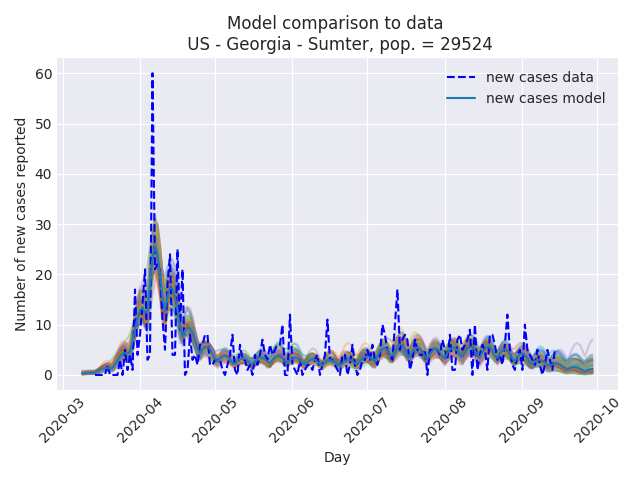 Model comparison to data
US - Georgia - Sumter, pop. = 29524
new cases data
new cases model
Number of new cases reported
60
50
40
30
20
10
0
2020-03
2020-04
2020-05
2020-06
2020-07
2020-08
2020-09
2020-10
Day